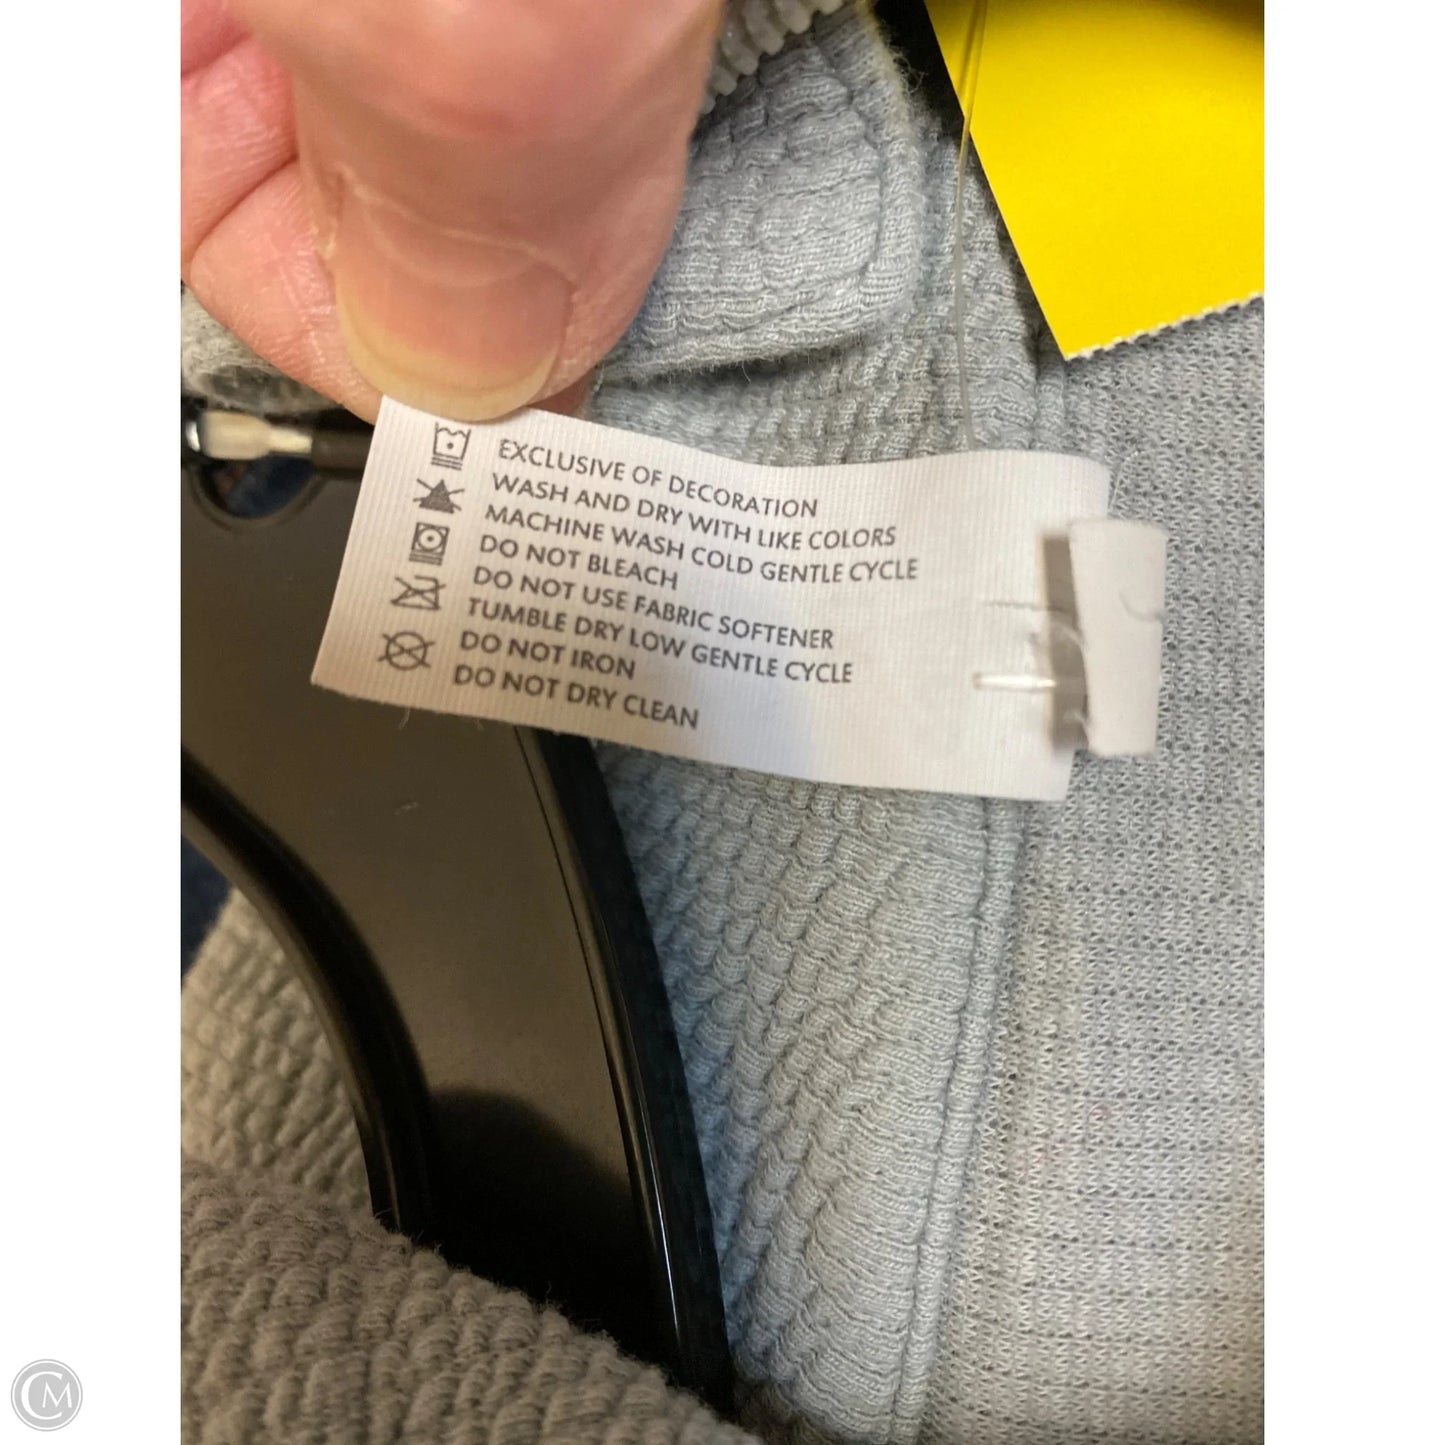 EXCLUSIVE OF DECORATION
WASH AND DRY WITH LIKE COLORS
MACHINE WASH COLD GENTLE CYCLE
DO NOT BLEACH
DO NOT USE FABRIC SOFTENER
TUMBLE DRY LOW GENTLE CYCLE
DO NOT IRON
DO NOT DRY CLEAN
CM